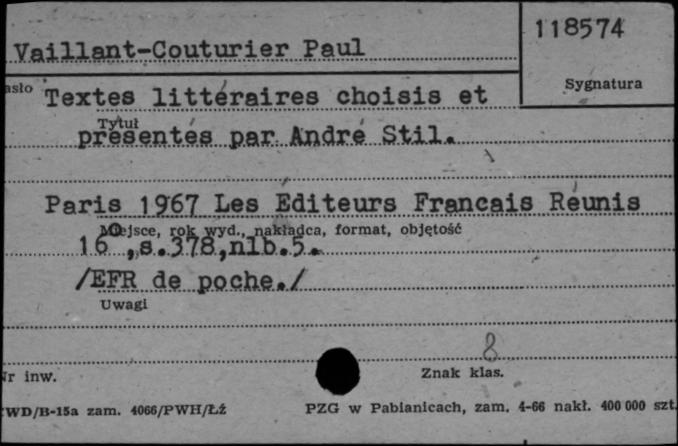 118574
Vaillant-Couturier Paul
Sygnatura
asło
Textes littéraires choisis et
Tytuł
présentés par André Stil.
Paris 1967 Les Editeurs Francais Réunis
Miejsce, rok wyd., nakładca, format, objętość
16°, s.378, nlb.5.
/EFR de poche./
Uwagi
8
Nr inw.
Znak klas.
WD/B-15a zam. 4066/PWH/Łź
PZG w Pabianicach, zam. 4-66 nakł. 400 000 szt.